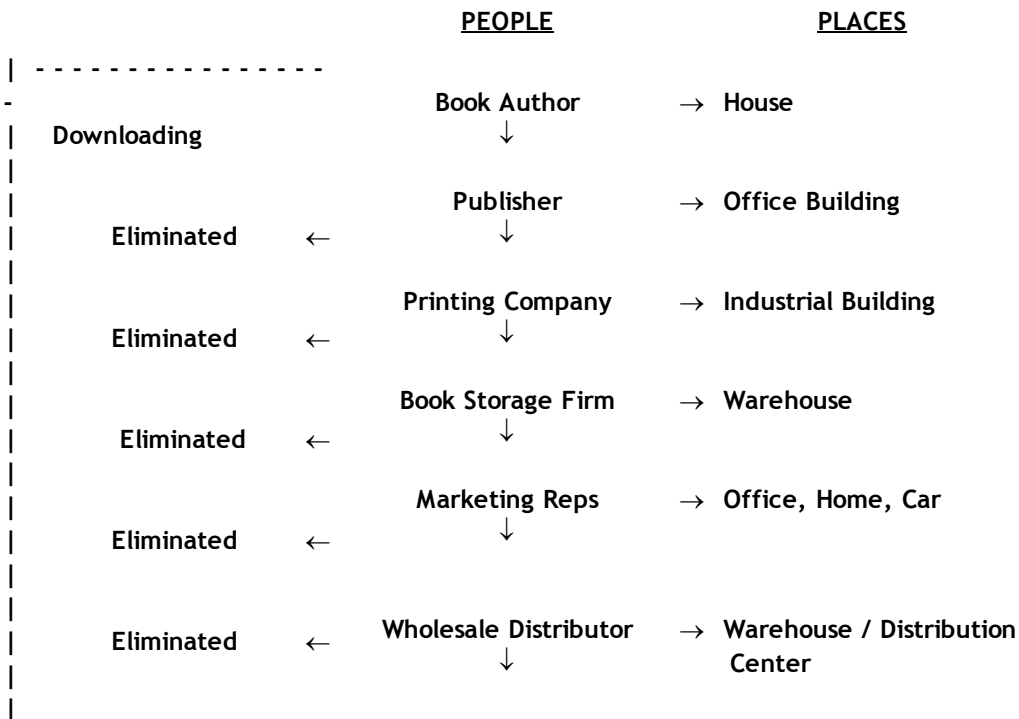 PEOPLE PLACES
| - - - - - - - - - - - - - - - -
- Book Author → House
| Downloading ↓
|
| Publisher → Office Building
| Eliminated ← ↓
|
| Printing Company → Industrial Building
| Eliminated ← ↓
|
| Book Storage Firm → Warehouse
| Eliminated ← ↓
|
| Marketing Reps → Office, Home, Car
| Eliminated ← ↓
|
| Wholesale Distributor → Warehouse / Distribution
| Eliminated ← ↓ Center
|